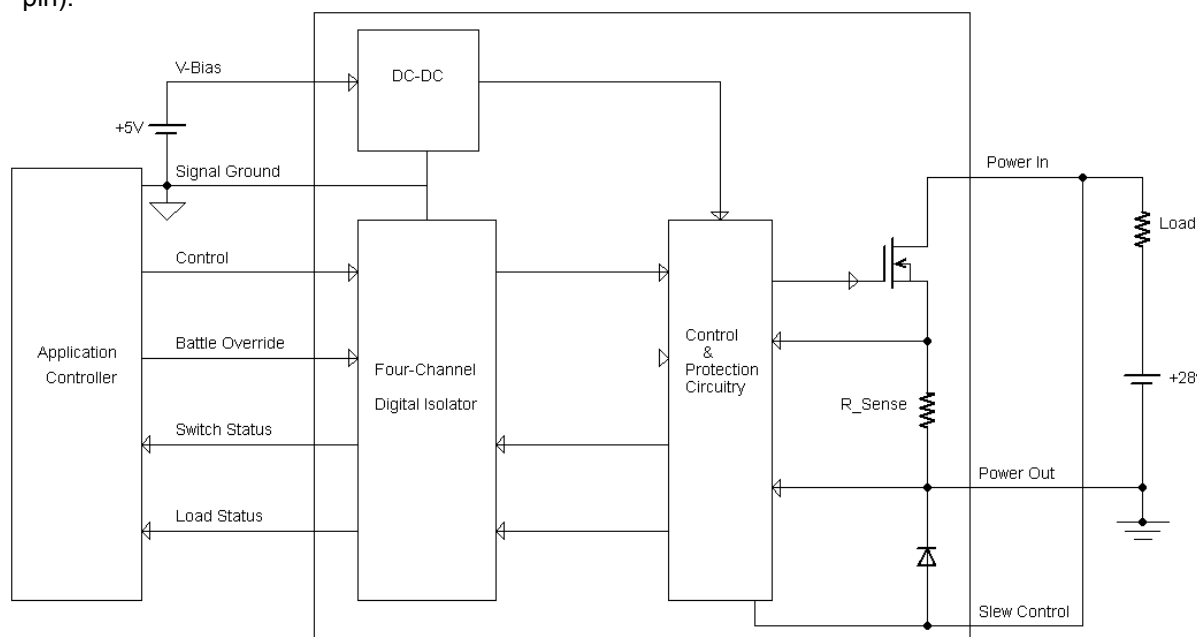 pin).
V-Bias
DC-DC
+5V
Signal Ground
Power In
Load
Control
Application
Controller
Battle Override
Four-Channel
Digital Isolator
Control
&
Protection
Circuitry
R_Sense
+28
Switch Status
Power Out
Load Status
Slew Control